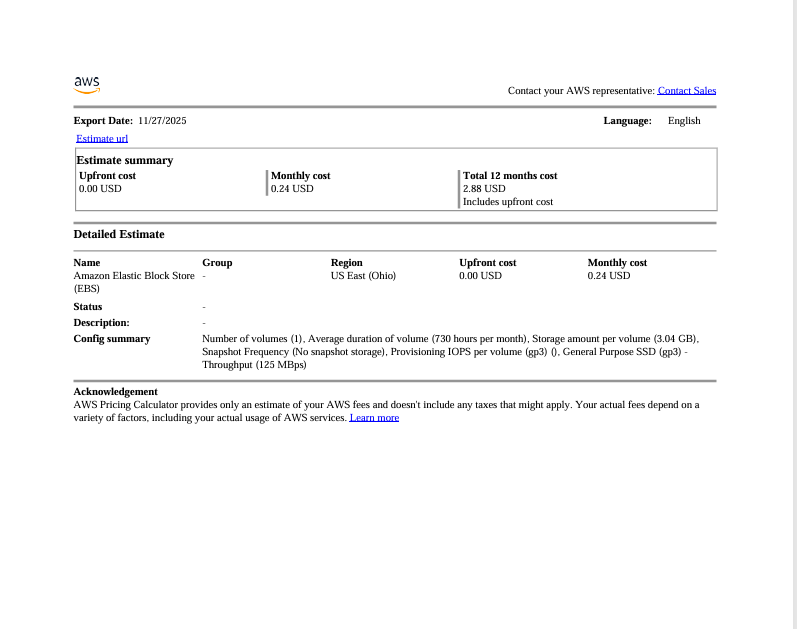 aws
Contact your AWS representative: Contact Sales
Export Date: 11/27/2025
Language: English
Estimate url
Estimate summary
Upfront cost
0.00 USD
Monthly cost
0.24 USD
Total 12 months cost
2.88 USD
Includes upfront cost
Detailed Estimate
Name Group Region Upfront cost Monthly cost
Amazon Elastic Block Store - US East (Ohio) 0.00 USD 0.24 USD
(EBS)
Status -
Description: -
Config summary Number of volumes (1), Average duration of volume (730 hours per month), Storage amount per volume (3.04 GB),
Snapshot Frequency (No snapshot storage), Provisioning IOPS per volume (gp3) (), General Purpose SSD (gp3) -
Throughput (125 MBps)
Acknowledgement
AWS Pricing Calculator provides only an estimate of your AWS fees and doesn't include any taxes that might apply. Your actual fees depend on a
variety of factors, including your actual usage of AWS services. Learn more